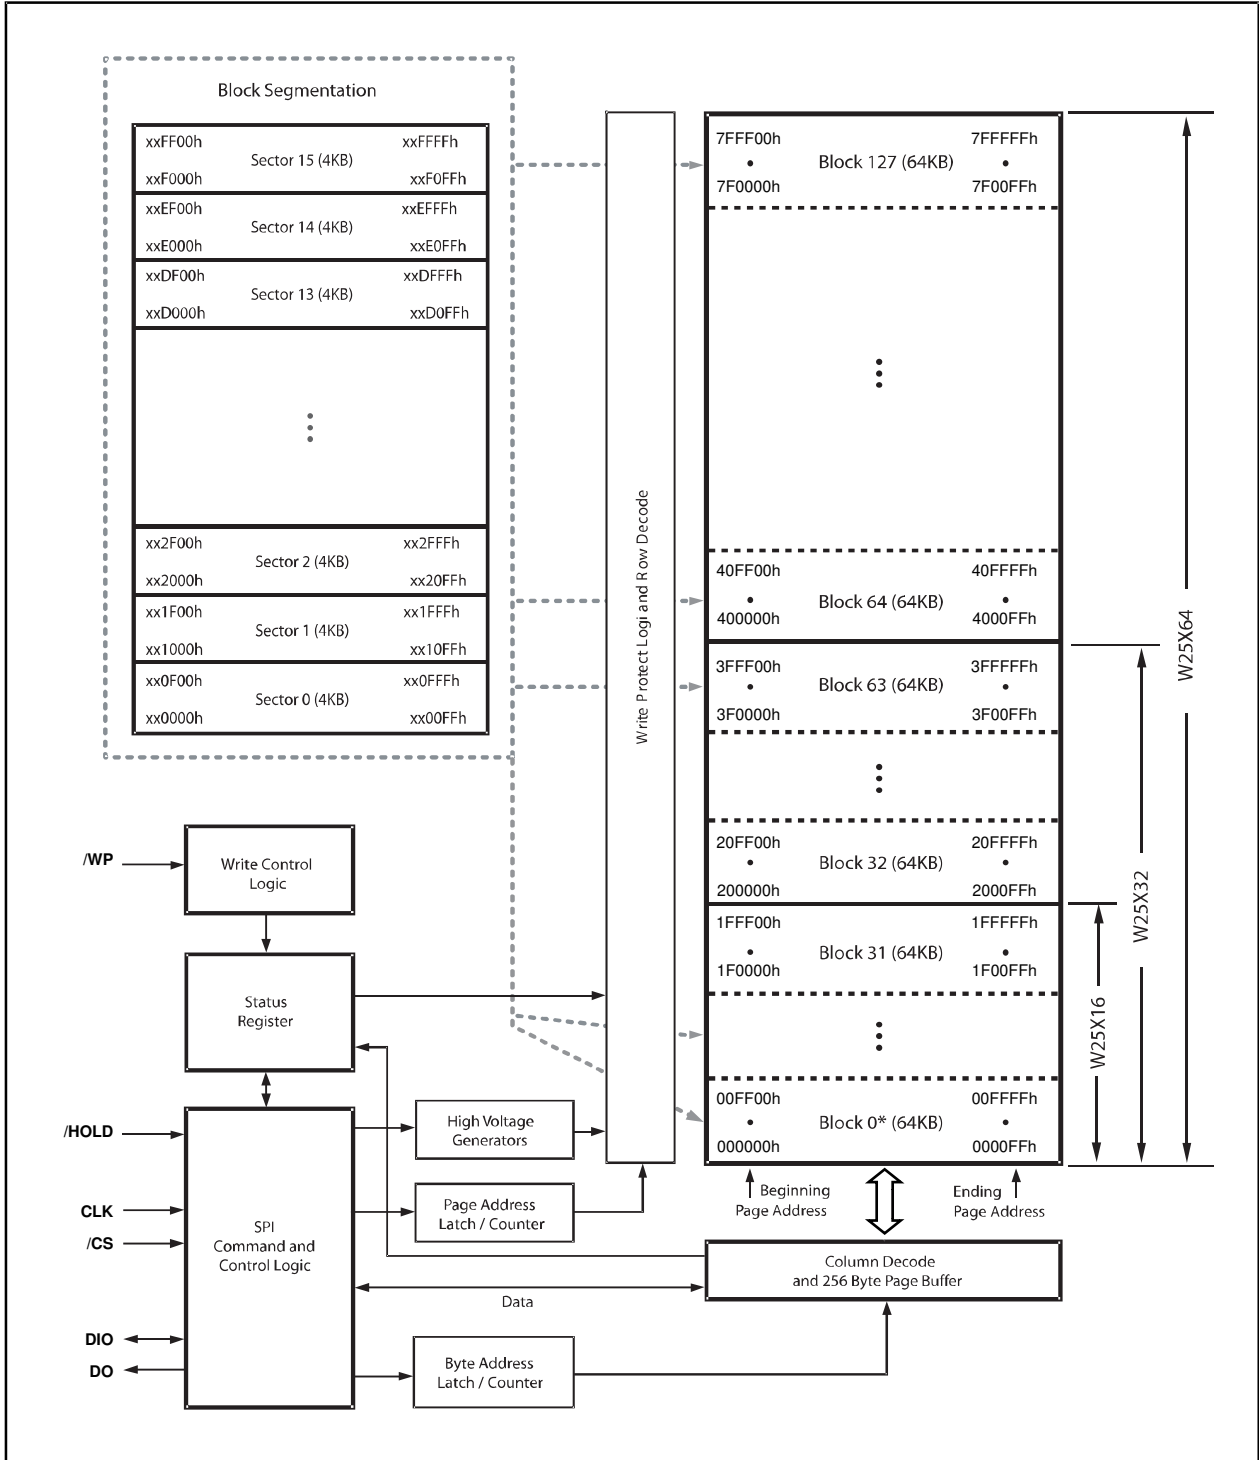 Block Segmentation
xxFF00h xxFFFFh
Sector 15 (4KB)
xxF000h xxF0FFh
xxEF00h xxEFFFh
Sector 14 (4KB)
xxE000h xxE0FFh
xxDF00h xxDFFFh
Sector 13 (4KB)
xxD000h xxD0FFh
xx2F00h xx2FFFh
Sector 2 (4KB)
xx2000h xx20FFh
xx1F00h xx1FFFh
Sector 1 (4KB)
xx1000h xx10FFh
xx0F00h xx0FFFh
Sector 0 (4KB)
xx0000h xx00FFh
Write Protect Logi and Row Decode
7FFF00h 7FFFFFh
Block 127 (64KB)
7F0000h 7F00FFh
40FF00h 40FFFFh
Block 64 (64KB)
400000h 4000FFh
3FFF00h 3FFFFFh
Block 63 (64KB)
3F0000h 3F00FFh
20FF00h 20FFFFh
Block 32 (64KB)
200000h 2000FFh
1FFF00h 1FFFFFh
Block 31 (64KB)
1F0000h 1F00FFh
00FF00h 00FFFFh
Block 0* (64KB)
000000h 0000FFh
W25X16
W25X32
W25X64
Beginning
Page Address
Ending
Page Address
/WP
Write Control
Logic
Status
Register
/HOLD
CLK
/CS
DIO
DO
SPI
Command and
Control Logic
High Voltage
Generators
Page Address
Latch / Counter
Column Decode
and 256 Byte Page Buffer
Data
Byte Address
Latch / Counter